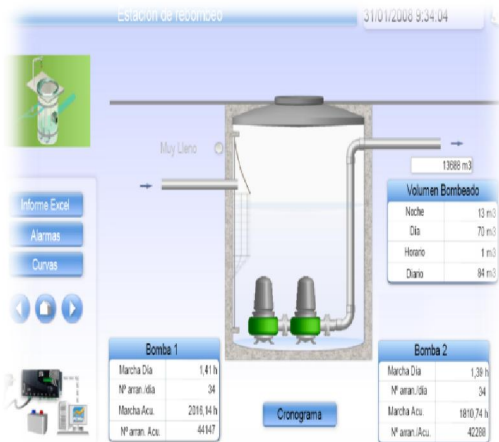 Estación de rebombeo
31/01/2008 9:34:04
Muy Lleno
13688 m3
Volumen Bombeado
Noche 13 m3
Día 70 m3
Horario 1 m3
Diario 84 m3
Informe Excel
Alarmas
Curvas
Bomba 1
Marcha Día 1,41 h
Nº arran./día 34
Marcha Acu. 2016,14 h
Nº arran. Acu. 44147
Cronograma
Bomba 2
Marcha Día 1,39 h
Nº arran./día 34
Marcha Acu. 1810,74 h
Nº arran./Acu. 42288